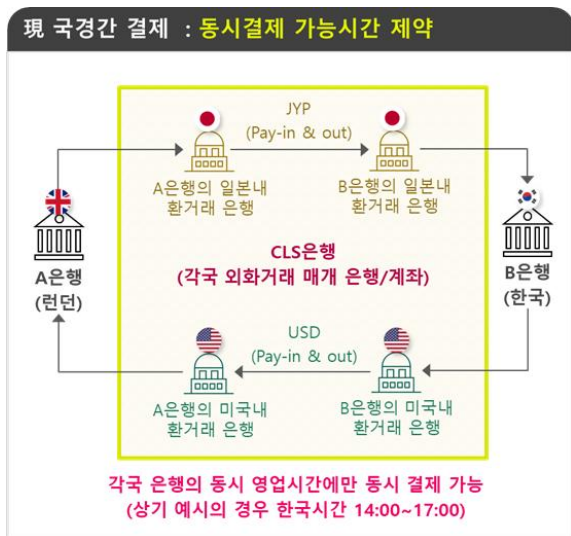 現 국경간 결제 : 동시결제 가능시간 제약
JYP
(Pay-in & out)
A은행의 일본내
환거래 은행
B은행의 일본내
환거래 은행
A은행
(런던)
CLS은행
(각국 외화거래 매개 은행/계좌)
B은행
(한국)
USD
(Pay-in & out)
A은행의 미국내
환거래 은행
B은행의 미국내
환거래 은행
각국 은행의 동시 영업시간에만 동시 결제 가능
(상기 예시의 경우 한국시간 14:00~17:00)